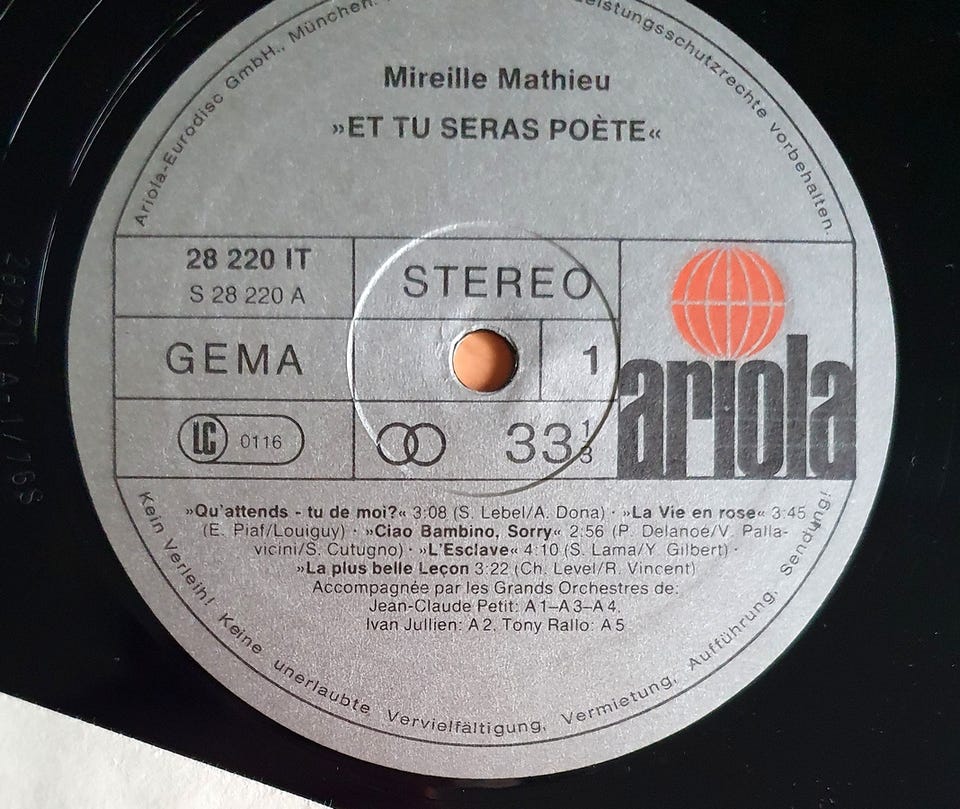 Ariola-Eurodisc GmbH., München.
Leistungsschutzrechte vorbehalten.
Mireille Mathieu
»ET TU SERAS POÈTE«
28 220 IT
S 28 220 A
STEREO
GEMA
1
ariola
LC 0116
33 1/3
»Qu'attends - tu de moi?« 3:08 (S. Lebel/A. Dona) · »La Vie en rose« 3:45
(E. Piaf/Louiguy) · »Ciao Bambino, Sorry« 2:56 (P. Delanoé/V. Palla-
vicini/S. Cutugno) · »L'Esclave« 4:10 (S. Lama/Y. Gilbert) ·
»La plus belle Leçon 3:22 (Ch. Level/R. Vincent)
Accompagnée par les Grands Orchestres de:
Jean-Claude Petit: A 1–A 3–A 4,
Ivan Jullien: A 2, Tony Rallo: A 5
Kein Verleih! Keine unerlaubte Vervielfältigung, Vermietung, Aufführung, Sendung!